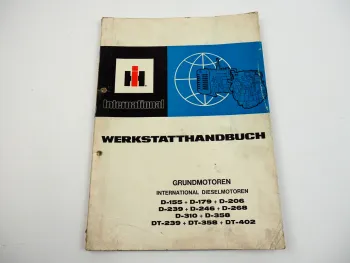 IH
International
WERKSTATTHANDBUCH
GRUNDMOTOREN
INTERNATIONAL DIESELMOTOREN
D-155 + D-179 + D-206
D-239 + D-246 + D-268
D-310 + D-358
DT-239 + DT-358 + DT-402